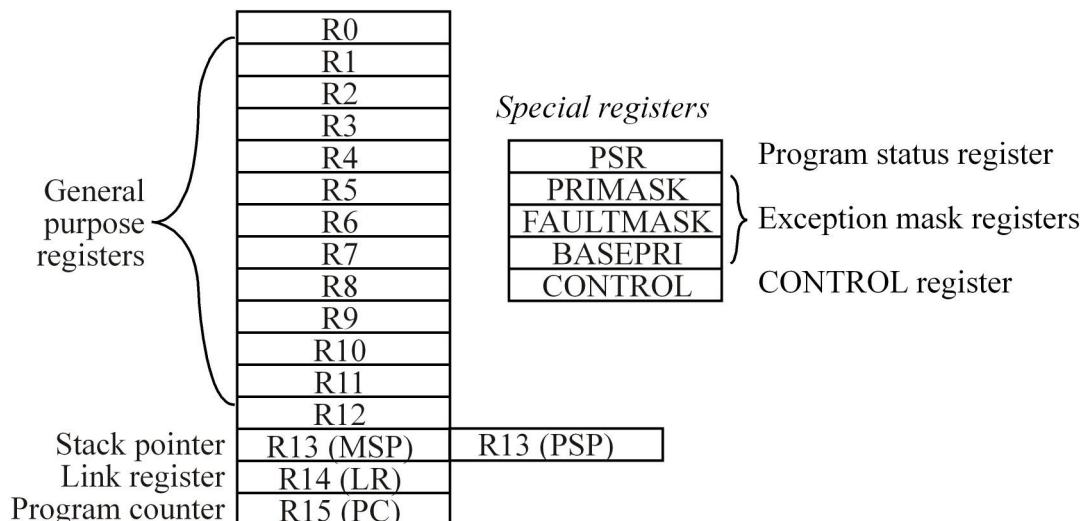 R0
R1
R2
R3
R4
R5
R6
R7
R8
R9
R10
R11
R12
General
purpose
registers
Stack pointer R13 (MSP) R13 (PSP)
Link register R14 (LR)
Program counter R15 (PC)
Special registers
PSR Program status register
PRIMASK
FAULTMASK Exception mask registers
BASEPRI
CONTROL CONTROL register